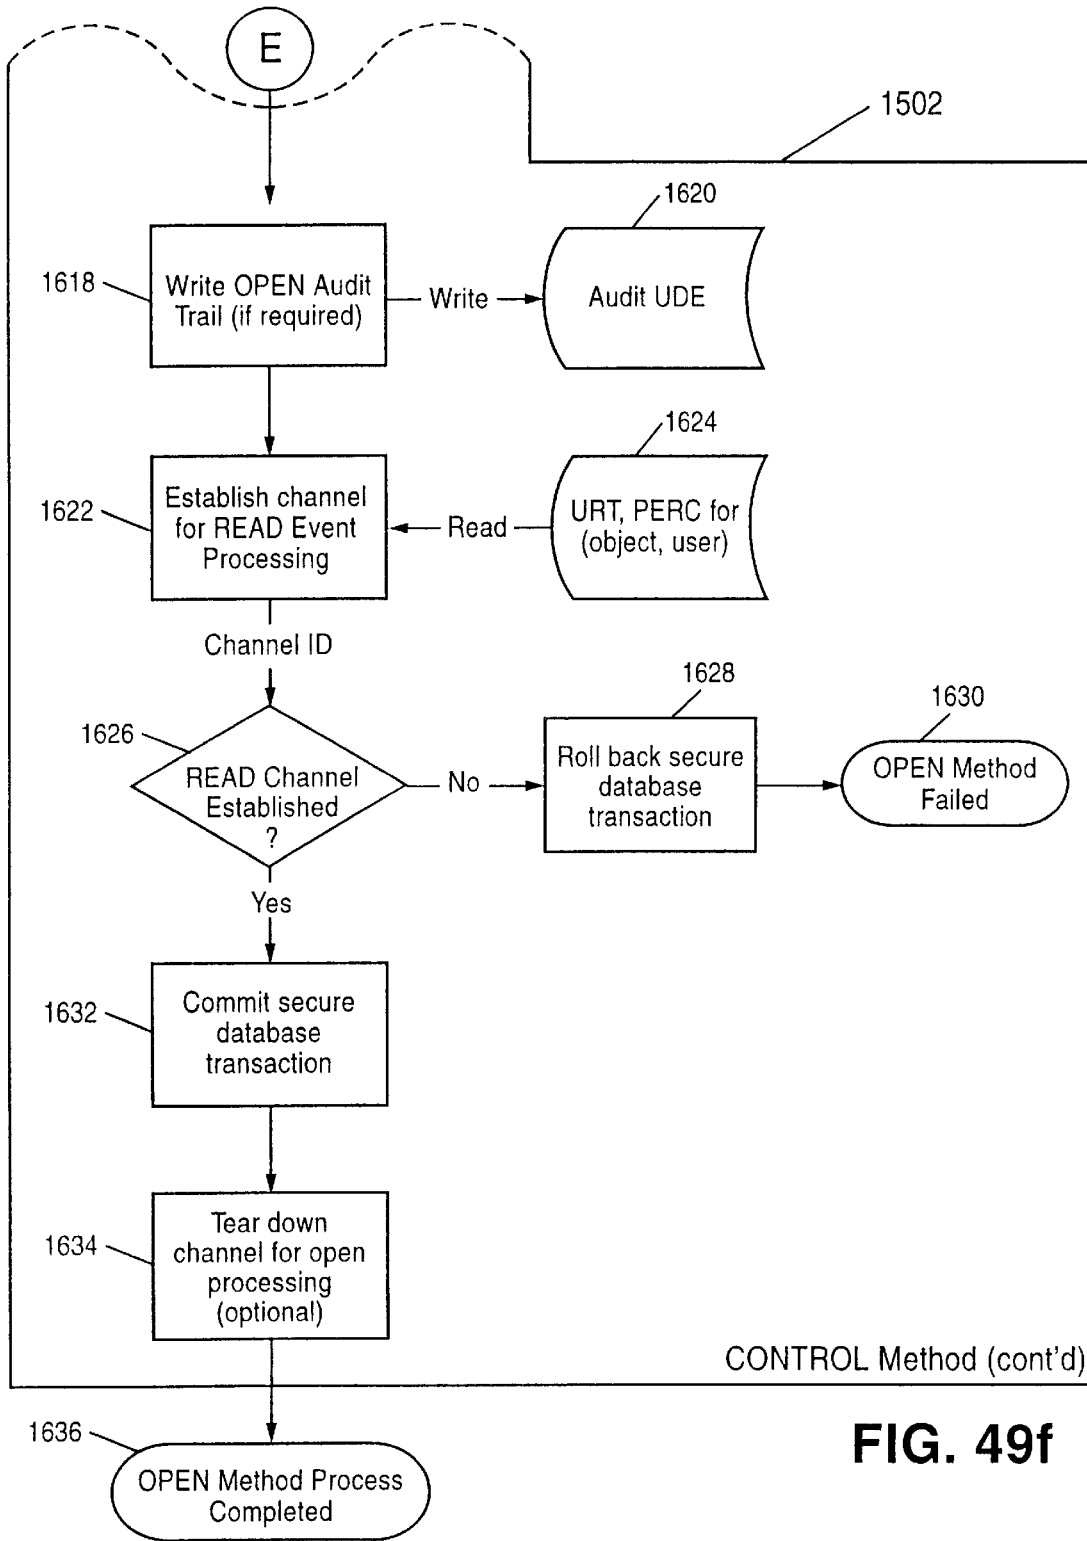 E
1502
1620
1618
Write OPEN Audit
Trail (if required)
Write
Audit UDE
1624
1622
Establish channel
for READ Event
Processing
Read
URT, PERC for
(object, user)
Channel ID
1628
1630
1626
READ Channel
Established
?
No
Roll back secure
database
transaction
OPEN Method
Failed
Yes
1632
Commit secure
database
transaction
1634
Tear down
channel for open
processing
(optional)
CONTROL Method (cont'd)
1636
OPEN Method Process
Completed
FIG. 49f